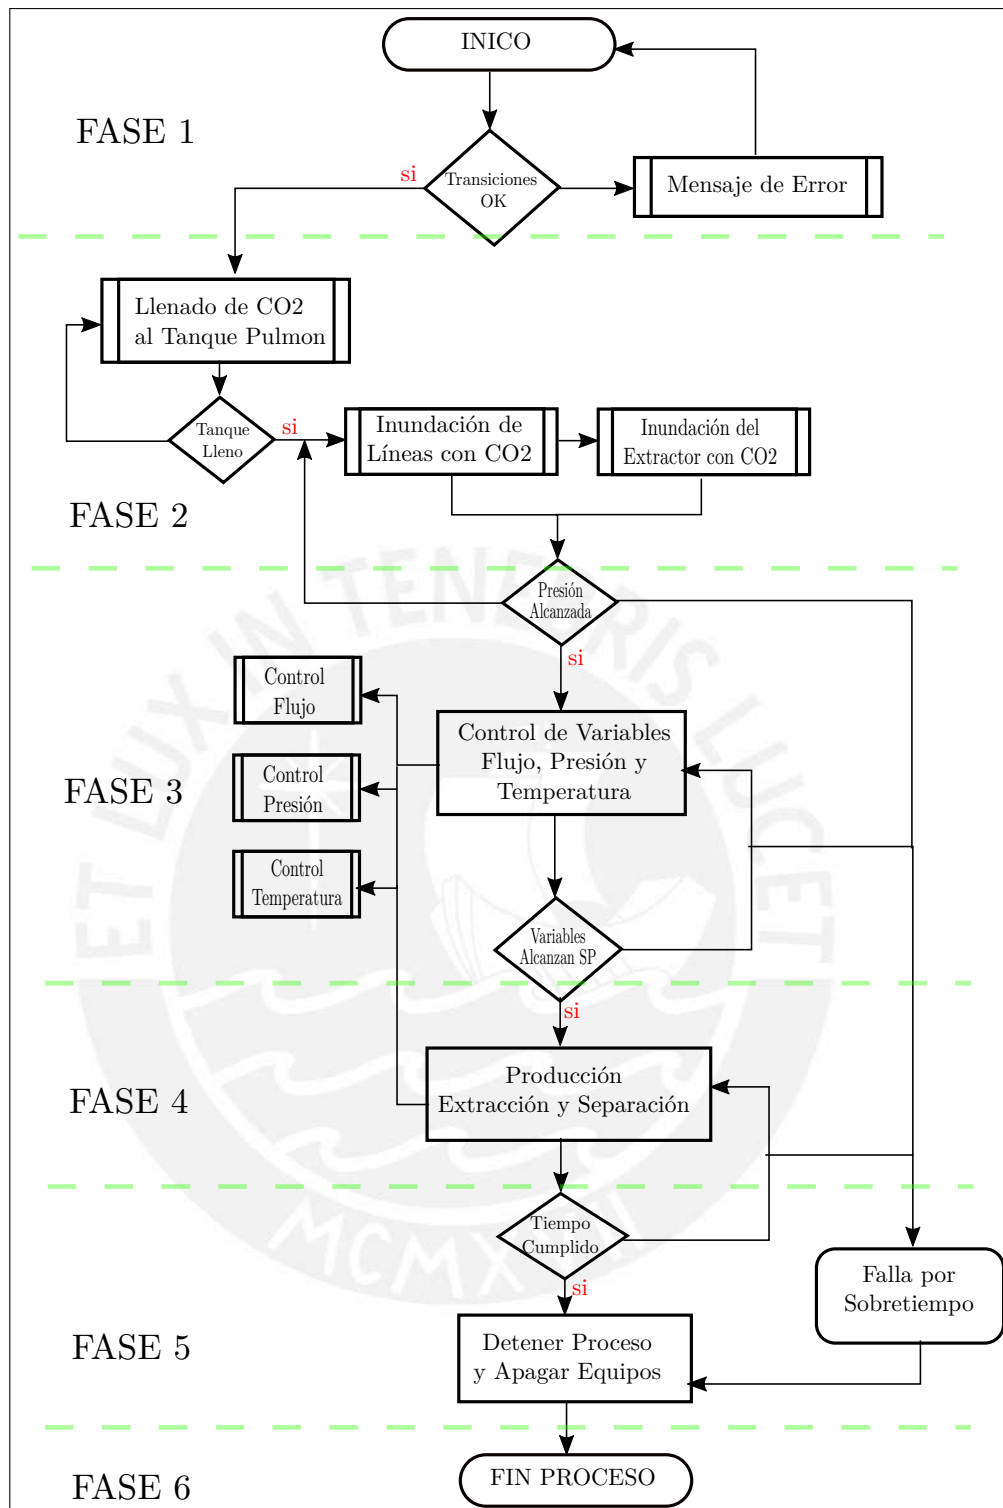 INICO
FASE 1
si
Transiciones
OK
Mensaje de Error
Llenado de CO2
al Tanque Pulmon
Tanque
Lleno
si
Inundación de
Líneas con CO2
Inundación del
Extractor con CO2
FASE 2
Presión
Alcanzada
si
Control
Flujo
Control de Variables
Flujo, Presión y
Temperatura
FASE 3
Control
Presión
Control
Temperatura
Variables
Alcanzan SP
si
Producción
Extracción y Separación
FASE 4
Tiempo
Cumplido
si
Falla por
Sobretiempo
FASE 5
Detener Proceso
y Apagar Equipos
FIN PROCESO
FASE 6
ET LUX IN TENEBRIS LUCET